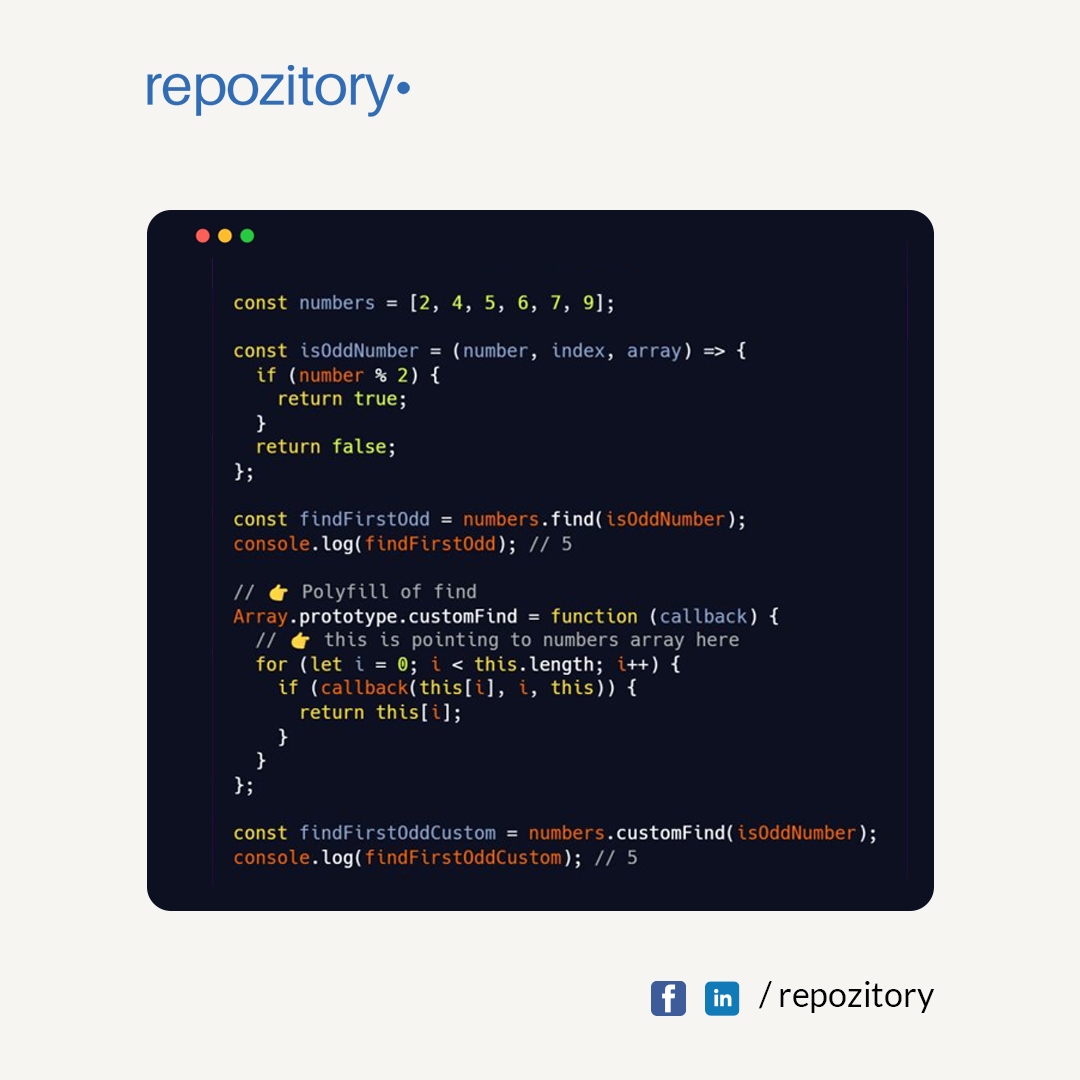 repozitory•
const numbers = [2, 4, 5, 6, 7, 9];
const isOddNumber = (number, index, array) => {
  if (number % 2) {
    return true;
  }
  return false;
};
const findFirstOdd = numbers.find(isOddNumber);
console.log(findFirstOdd); // 5
// 👉 Polyfill of find
Array.prototype.customFind = function (callback) {
  // 👉 this is pointing to numbers array here
  for (let i = 0; i < this.length; i++) {
    if (callback(this[i], i, this)) {
      return this[i];
    }
  }
};
const findFirstOddCustom = numbers.customFind(isOddNumber);
console.log(findFirstOddCustom); // 5
f in / repozitory